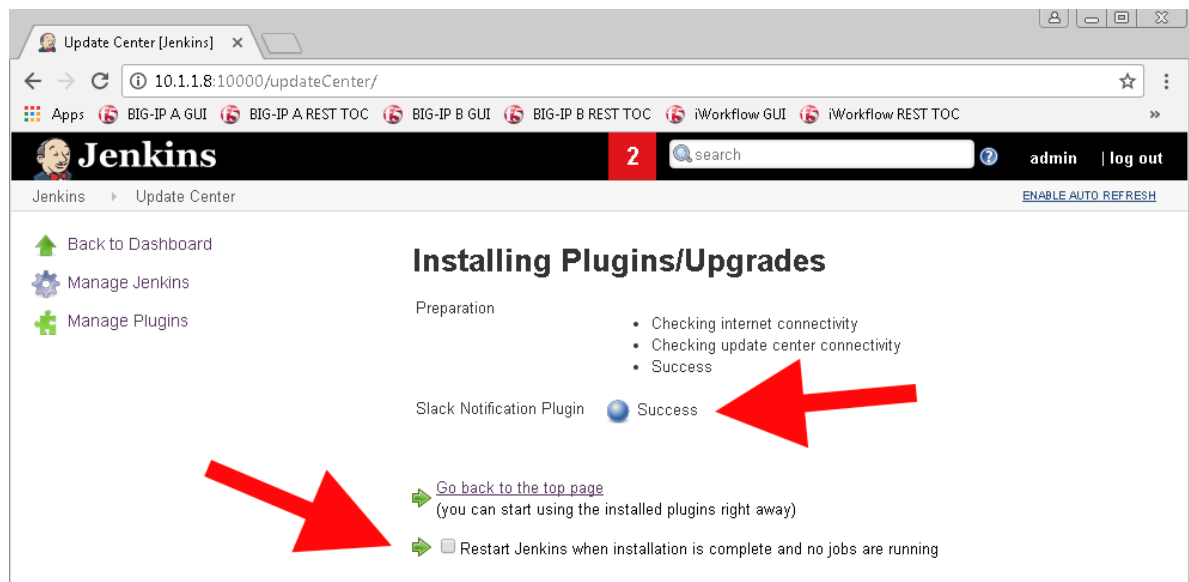 Update Center [Jenkins]
10.1.1.8:10000/updateCenter/
Apps BIG-IP A GUI BIG-IP A REST TOC BIG-IP B GUI BIG-IP B REST TOC iWorkflow GUI iWorkflow REST TOC »
Jenkins 2 search admin | log out
Jenkins Update Center ENABLE AUTO REFRESH
Back to Dashboard
Manage Jenkins
Manage Plugins
Installing Plugins/Upgrades
Preparation
• Checking internet connectivity
• Checking update center connectivity
• Success
Slack Notification Plugin Success
Go back to the top page
(you can start using the installed plugins right away)
Restart Jenkins when installation is complete and no jobs are running